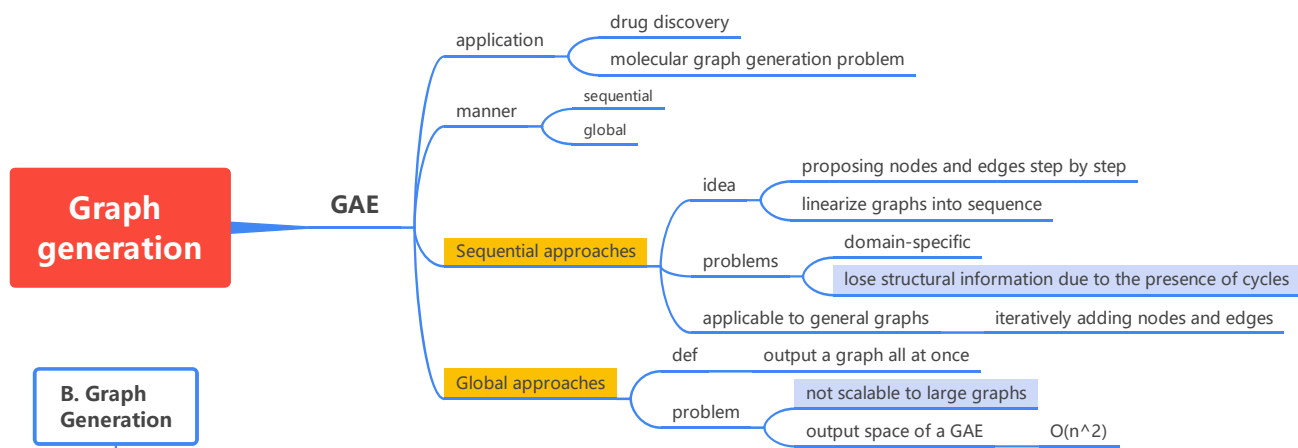 Graph
generation
GAE
application
drug discovery
molecular graph generation problem
manner
sequential
global
Sequential approaches
idea
proposing nodes and edges step by step
linearize graphs into sequence
problems
domain-specific
lose structural information due to the presence of cycles
applicable to general graphs
iteratively adding nodes and edges
Global approaches
def
output a graph all at once
problem
not scalable to large graphs
output space of a GAE
O(n^2)
B. Graph
Generation